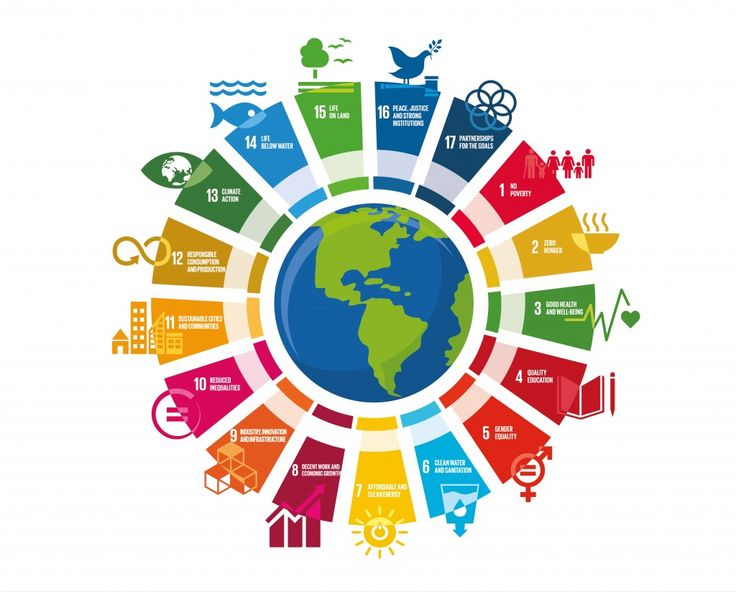 1 NO
POVERTY
2 ZERO
HUNGER
3 GOOD HEALTH
AND WELL-BEING
4 QUALITY
EDUCATION
5 GENDER
EQUALITY
6 CLEAN WATER
AND SANITATION
7 AFFORDABLE AND
CLEAN ENERGY
8 DECENT WORK AND
ECONOMIC GROWTH
9 INDUSTRY, INNOVATION
AND INFRASTRUCTURE
10 REDUCED
INEQUALITIES
11 SUSTAINABLE CITIES
AND COMMUNITIES
12 RESPONSIBLE
CONSUMPTION
AND PRODUCTION
13 CLIMATE
ACTION
14 LIFE
BELOW WATER
15 LIFE
ON LAND
16 PEACE, JUSTICE
AND STRONG
INSTITUTIONS
17 PARTNERSHIPS
FOR THE GOALS